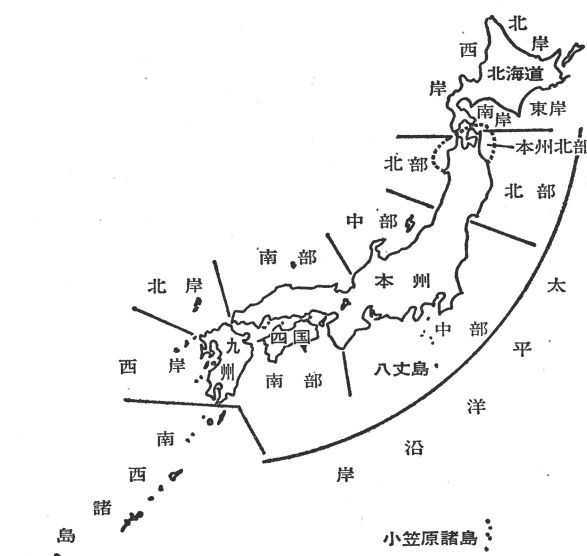 北岸
西岸
北海道
東岸
南岸
本州北部
北部
北部
中部
南部
本州
太平洋沿岸
北岸
中部
四国
九州
西岸
南部
八丈島
南西諸島
小笠原諸島